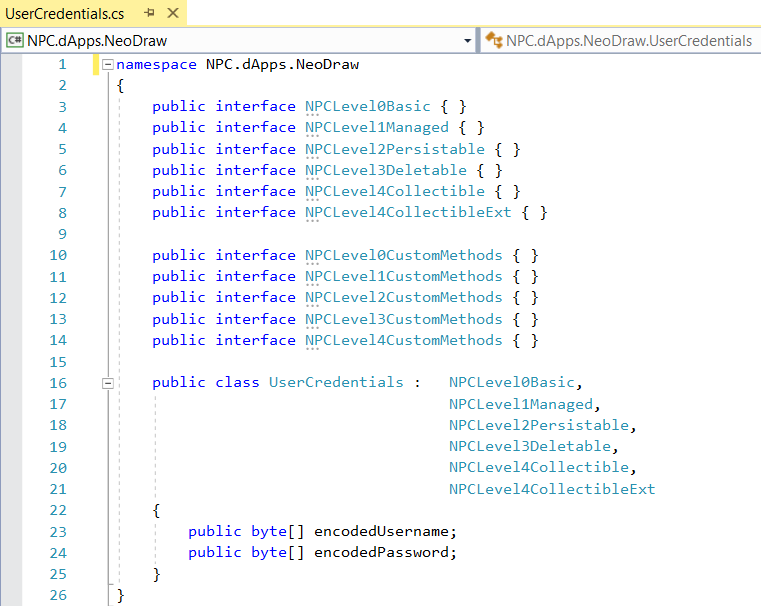 UserCredentials.cs
C# NPC.dApps.NeoDraw NPC.dApps.NeoDraw.UserCredentials
1 namespace NPC.dApps.NeoDraw
2 {
3 public interface NPCLevel0Basic { }
4 public interface NPCLevel1Managed { }
5 public interface NPCLevel2Persistable { }
6 public interface NPCLevel3Deletable { }
7 public interface NPCLevel4Collectible { }
8 public interface NPCLevel4CollectibleExt { }
9
10 public interface NPCLevel0CustomMethods { }
11 public interface NPCLevel1CustomMethods { }
12 public interface NPCLevel2CustomMethods { }
13 public interface NPCLevel3CustomMethods { }
14 public interface NPCLevel4CustomMethods { }
15
16 public class UserCredentials : NPCLevel0Basic,
17 NPCLevel1Managed,
18 NPCLevel2Persistable,
19 NPCLevel3Deletable,
20 NPCLevel4Collectible,
21 NPCLevel4CollectibleExt
22 {
23 public byte[] encodedUsername;
24 public byte[] encodedPassword;
25 }
26 }